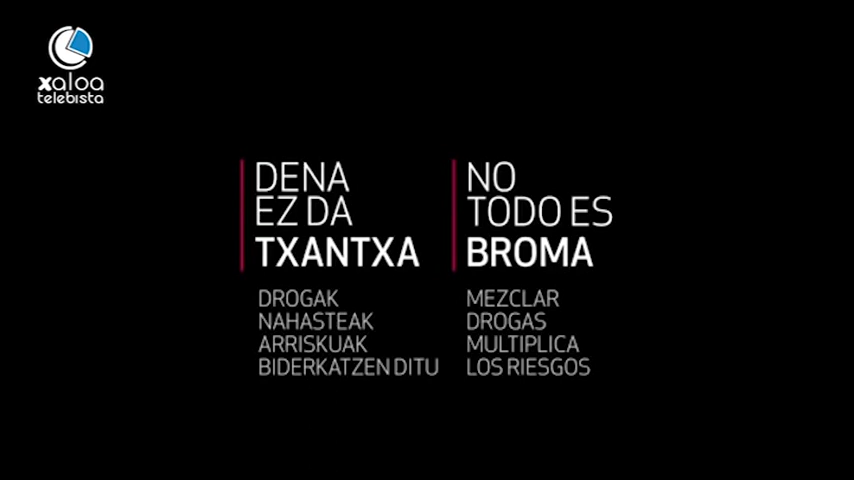 xaloa
telebista
DENA
EZ DA
TXANTXA
DROGAK
NAHASTEAK
ARRISKUAK
BIDERKATZEN DITU
NO
TODO ES
BROMA
MEZCLAR
DROGAS
MULTIPLICA
LOS RIESGOS